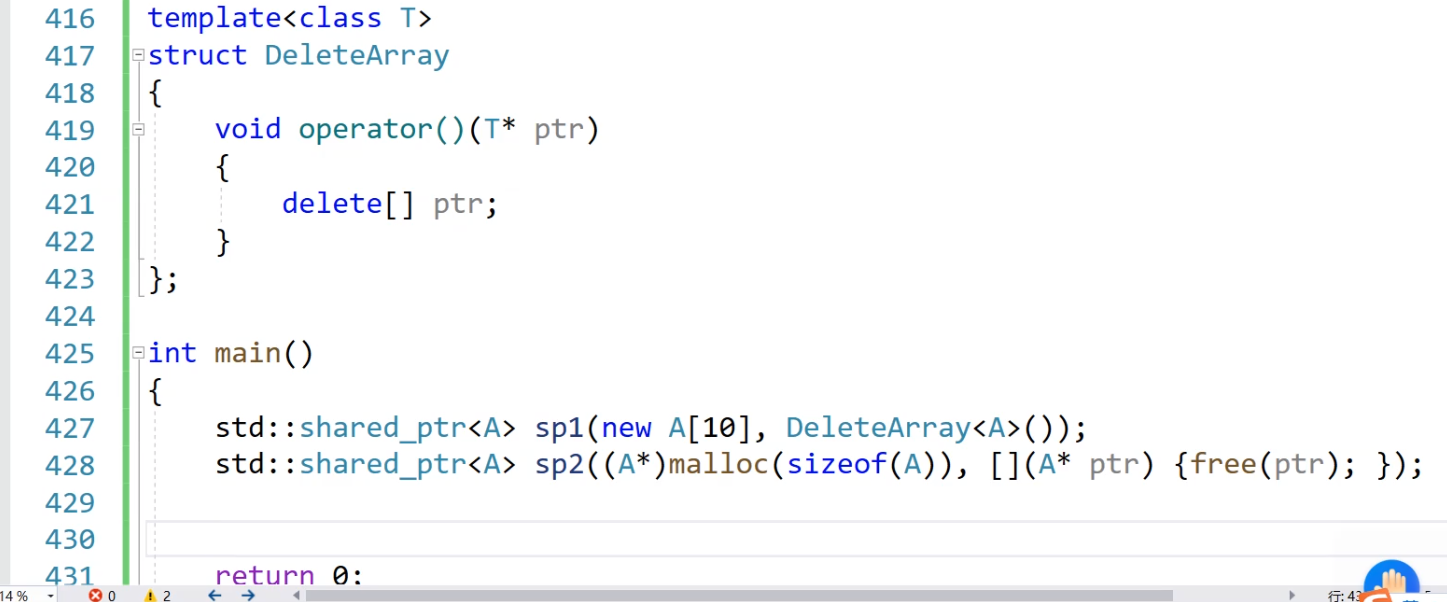 416 template<class T>
417 struct DeleteArray
418 {
419     void operator()(T* ptr)
420     {
421         delete[] ptr;
422     }
423 };
424
425 int main()
426 {
427     std::shared_ptr<A> sp1(new A[10], DeleteArray<A>());
428     std::shared_ptr<A> sp2((A*)malloc(sizeof(A)), [](A* ptr) {free(ptr); });
429
430
431     return 0;
14 % 0 2 行: 43